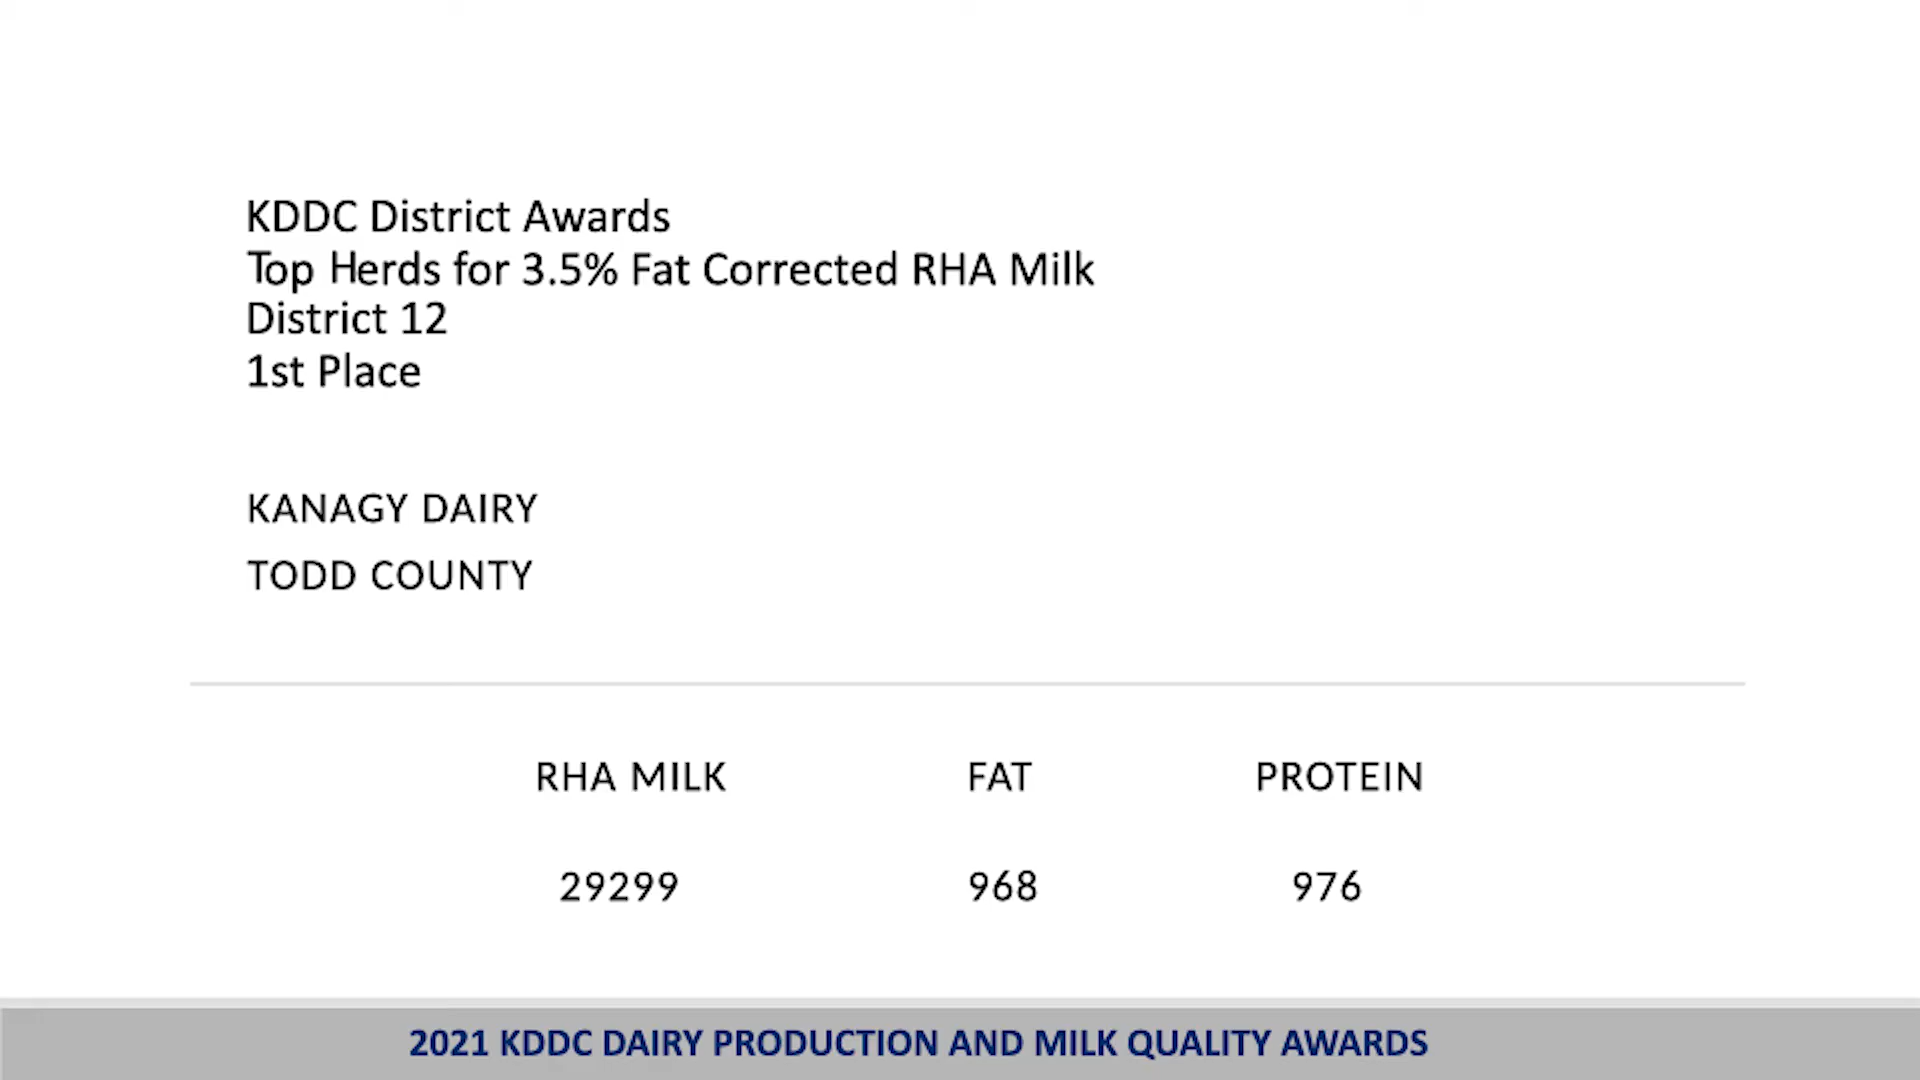 KDDC District Awards
Top Herds for 3.5% Fat Corrected RHA Milk
District 12
1st Place
KANAGY DAIRY
TODD COUNTY
RHA MILK FAT PROTEIN
29299 968 976
2021 KDDC DAIRY PRODUCTION AND MILK QUALITY AWARDS